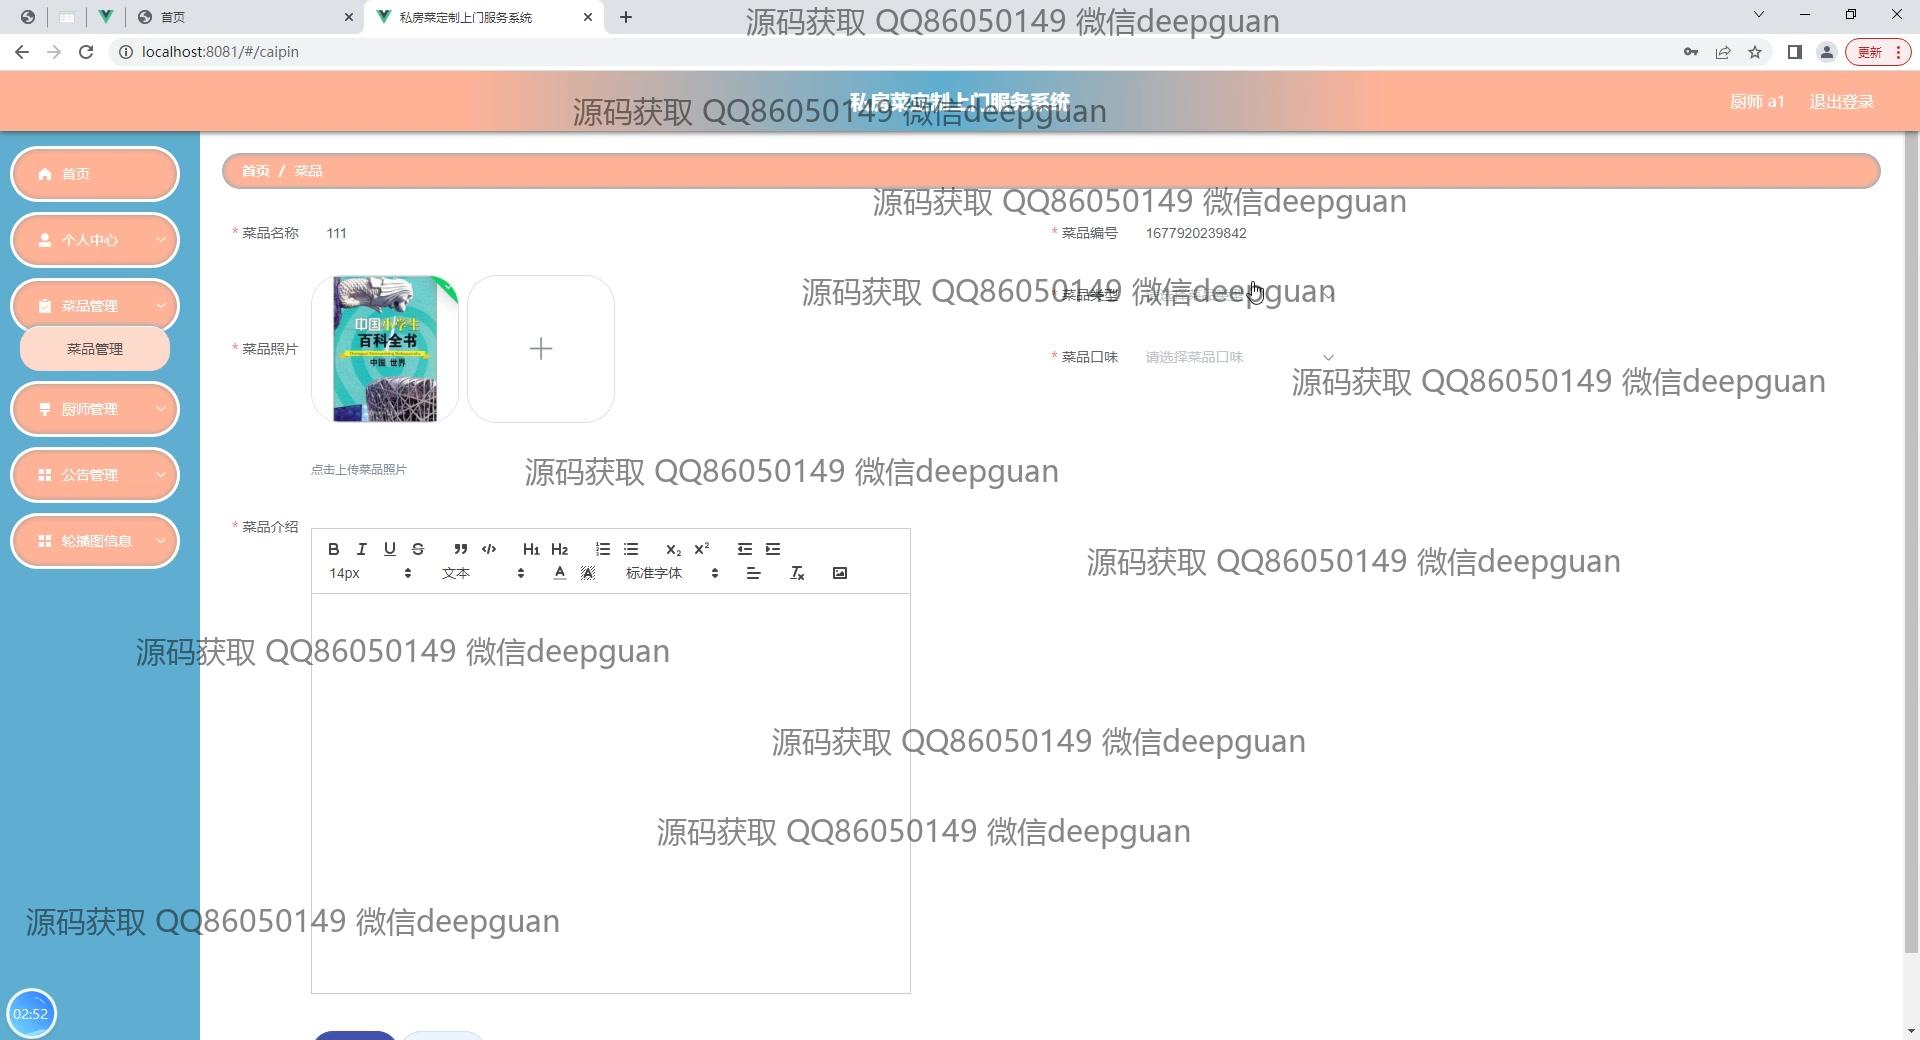 首页
私房菜定制上门服务系统
源码获取 QQ86050149 微信deepguan
localhost:8081/#/caipin
更新
私房菜定制上门服务系统
源码获取 QQ86050149 微信deepguan
厨师 a1
退出登录
首页
个人中心
菜品管理
菜品管理
厨师管理
公告管理
轮播图信息
首页 / 菜品
源码获取 QQ86050149 微信deepguan
* 菜品名称 111
* 菜品编号 1677920239842
源码获取 QQ86050149 微信deepguan
* 菜品类型
* 菜品照片
中国小学生
百科全书
中国 世界
* 菜品口味 请选择菜品口味
源码获取 QQ86050149 微信deepguan
点击上传菜品照片
源码获取 QQ86050149 微信deepguan
* 菜品介绍
B I U S H1 H2 X2 X2
14px 文本 A A 标准字体 Tx
源码获取 QQ86050149 微信deepguan
源码获取 QQ86050149 微信deepguan
源码获取 QQ86050149 微信deepguan
源码获取 QQ86050149 微信deepguan
源码获取 QQ86050149 微信deepguan
02:52